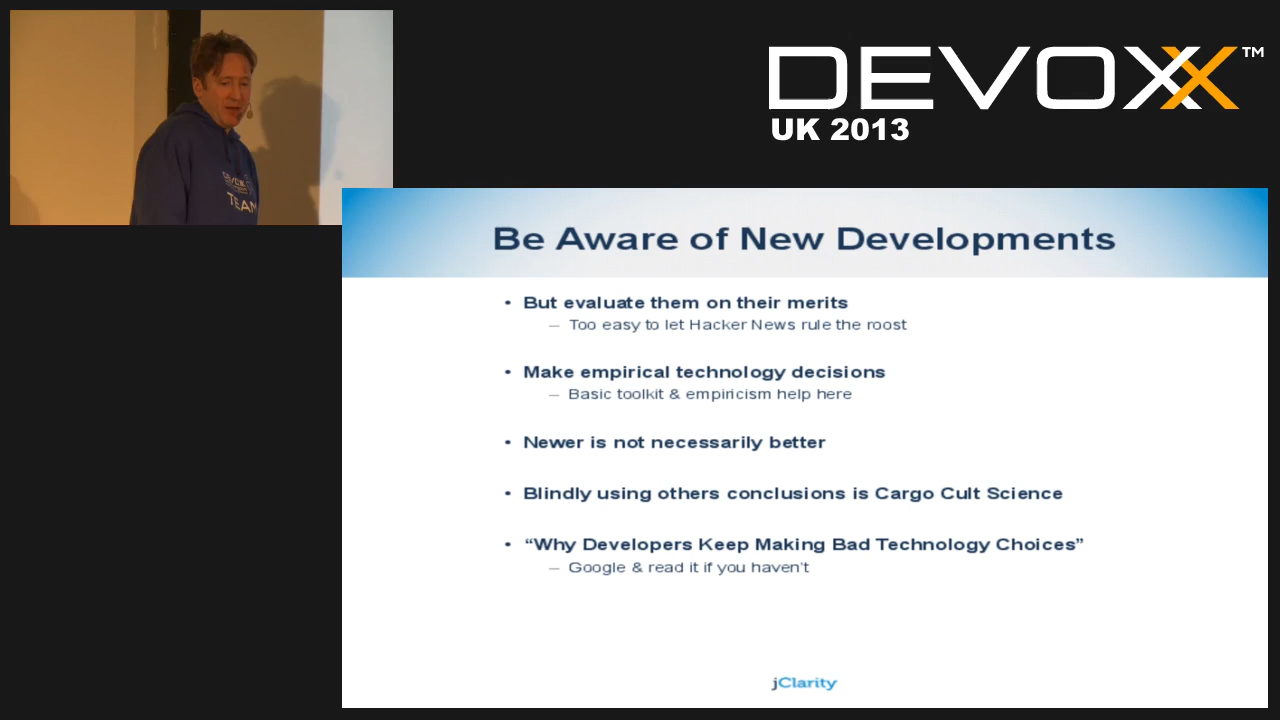 DEVOXX™
UK 2013
TEAM
Be Aware of New Developments
• But evaluate them on their merits
– Too easy to let Hacker News rule the roost
• Make empirical technology decisions
– Basic toolkit & empiricism help here
• Newer is not necessarily better
• Blindly using others conclusions is Cargo Cult Science
• “Why Developers Keep Making Bad Technology Choices”
– Google & read it if you haven't
jClarity